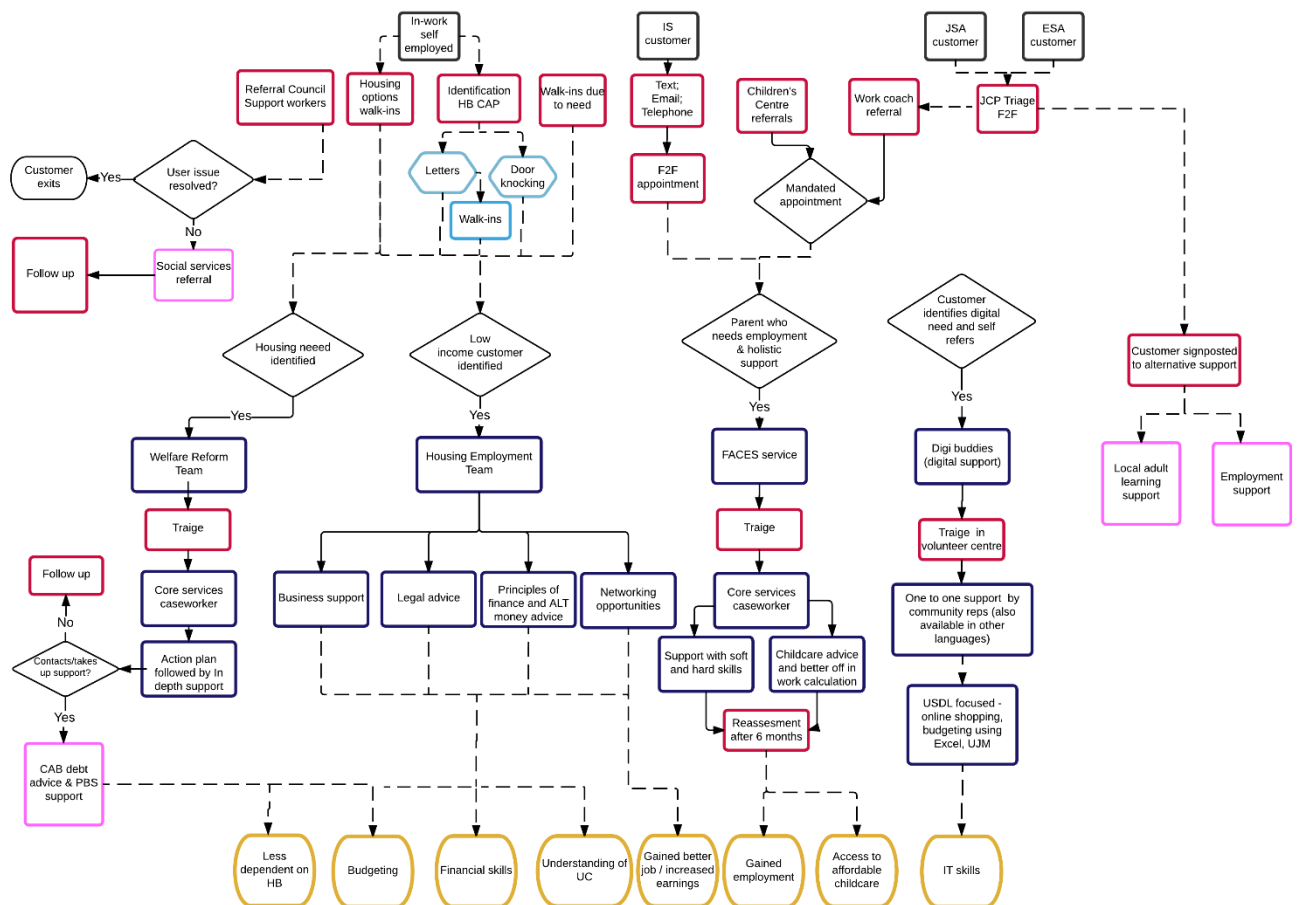 In-work
self
employed
IS
customer
JSA
customer
ESA
customer
Referral Council
Support workers
Housing
options
walk-ins
Identification
HB CAP
Walk-ins due
to need
Text;
Email;
Telephone
Children's
Centre
referrals
Work coach
referral
JCP Triage
F2F
Customer
exits
Yes
User issue
resolved?
Letters
Door
knocking
F2F
appointment
Mandated
appointment
Walk-ins
No
Follow up
Social services
referral
Housing neeed
identified
Low
income customer
identified
Parent who
needs employment
& holistic
support
Customer
identifies digital
need and self
refers
Customer signposted
to alternative support
Yes
Yes
Yes
Yes
Welfare Reform
Team
Housing Employment
Team
FACES service
Digi buddies
(digital support)
Local adult
learning
support
Employment
support
Traige
Traige
Traige in
volunteer centre
Follow up
Core services
caseworker
Business support
Legal advice
Principles of
finance and ALT
money advice
Networking
opportunities
Core services
caseworker
One to one support by
community reps (also
available in other
languages)
No
Contacts/takes
up support?
Action plan
followed by In
depth support
Support with soft
and hard skills
Childcare advice
and better off in
work calculation
Yes
Reassesment
after 6 months
USDL focused -
online shopping,
budgeting using
Excel, UJM
CAB debt
advice & PBS
support
Less
dependent on
HB
Budgeting
Financial skills
Understanding of
UC
Gained better
job / increased
earnings
Gained
employment
Access to
affordable
childcare
IT skills